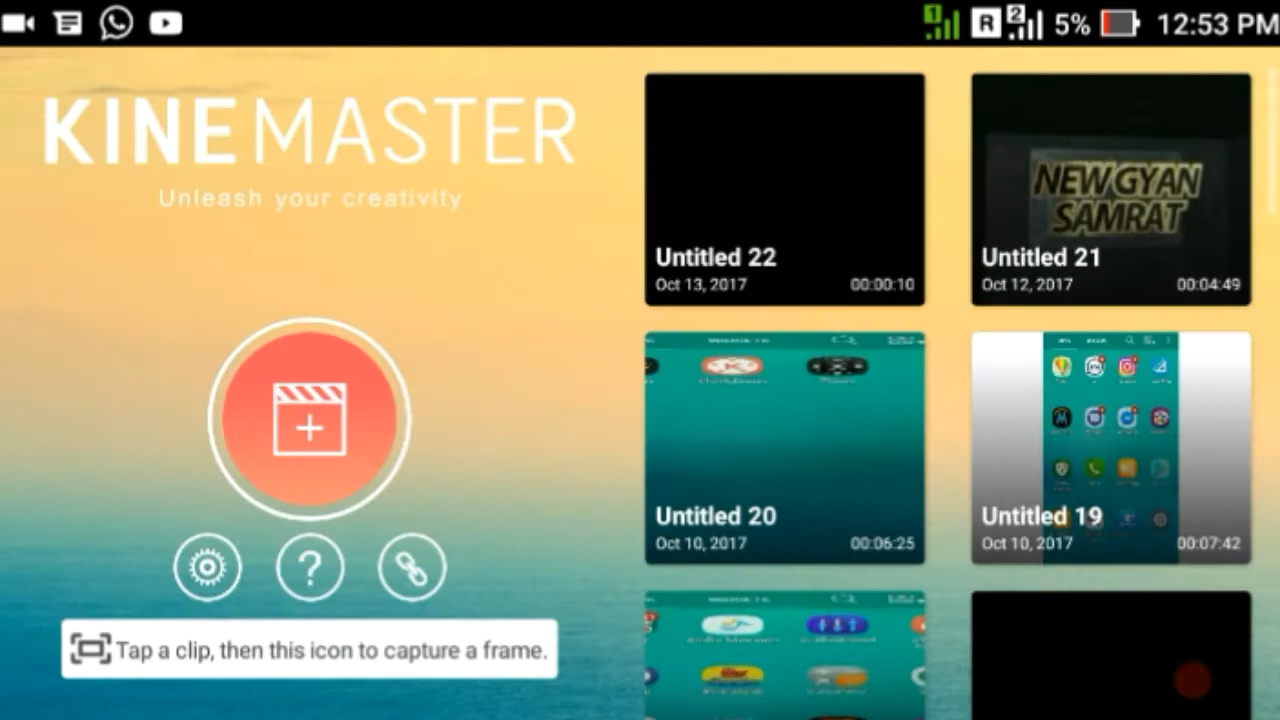 1 R 2 5% 12:53 PM
KINEMASTER
Unleash your creativity
?
Tap a clip, then this icon to capture a frame.
Untitled 22
Oct 13, 2017 00:00:10
NEW GYAN
SAMRAT
Untitled 21
Oct 12, 2017 00:04:49
Untitled 20
Oct 10, 2017 00:06:25
Untitled 19
Oct 10, 2017 00:07:42